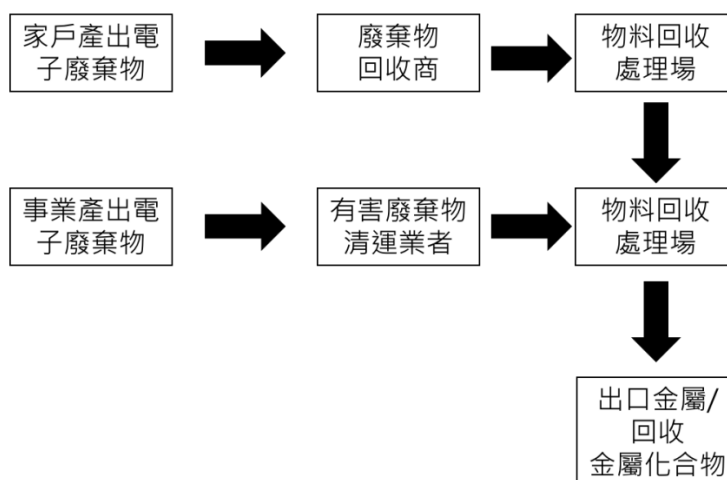 家戶產出電
子廢棄物
廢棄物
回收商
物料回收
處理場
事業產出電
子廢棄物
有害廢棄物
清運業者
物料回收
處理場
出口金屬/
回收
金屬化合物